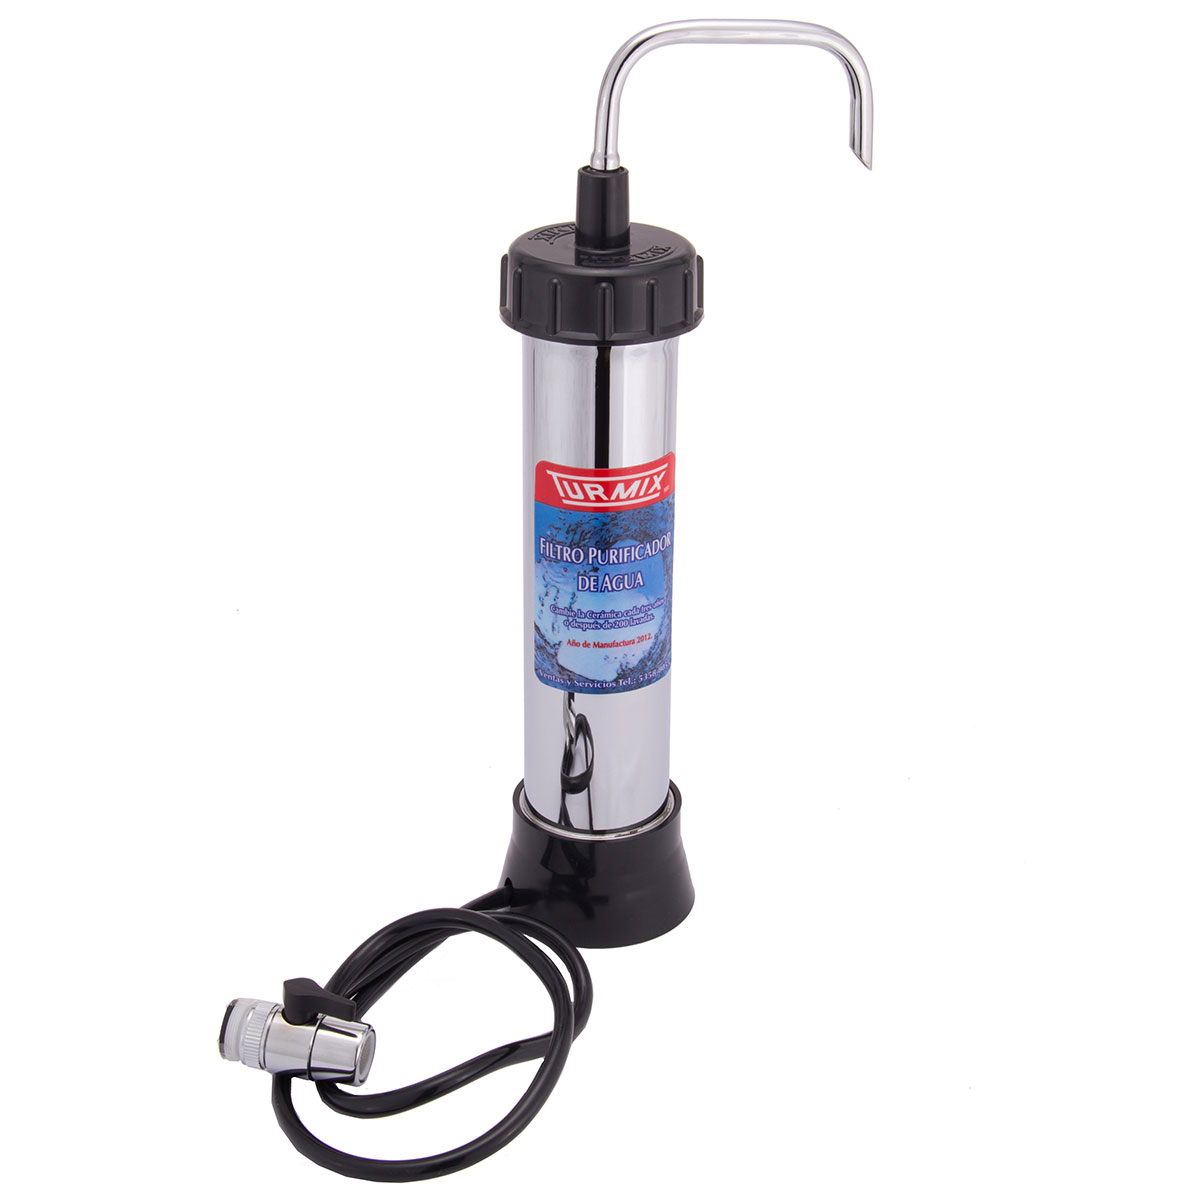 TURMIX
FILTRO PURIFICADOR
DE AGUA
Cambie la Cerámica cada tres años
o después de 200 lavadas.
Año de Manufactura 2012.
Ventas y Servicios Tel.: 5358